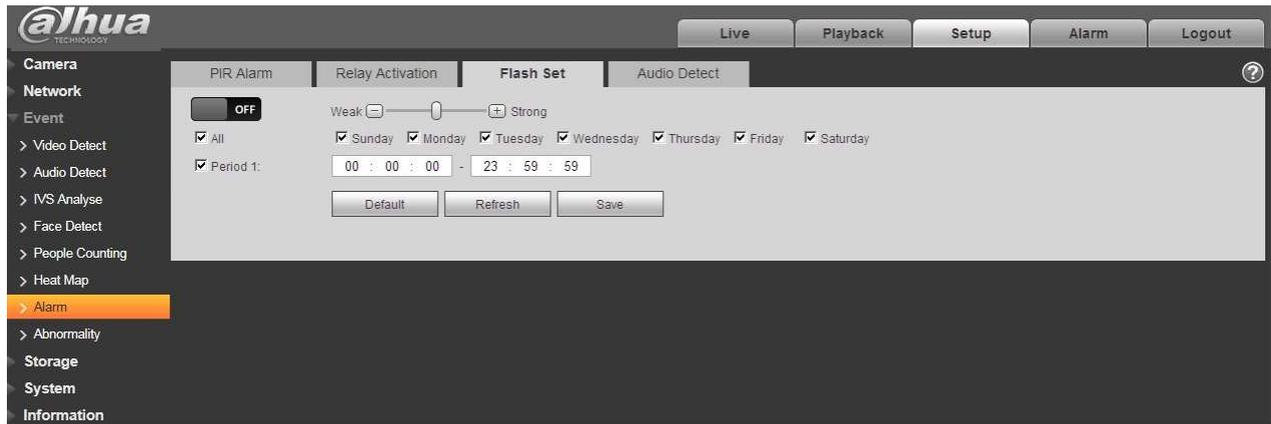 alhua
TECHNOLOGY
Live Playback Setup Alarm Logout
Camera
Network
Event
> Video Detect
> Audio Detect
> IVS Analyse
> Face Detect
> People Counting
> Heat Map
> Alarm
> Abnormality
Storage
System
Information
PIR Alarm Relay Activation Flash Set Audio Detect ?
OFF Weak - + Strong
All Sunday Monday Tuesday Wednesday Thursday Friday Saturday
Period 1: 00 : 00 : 00 - 23 : 59 : 59
Default Refresh Save